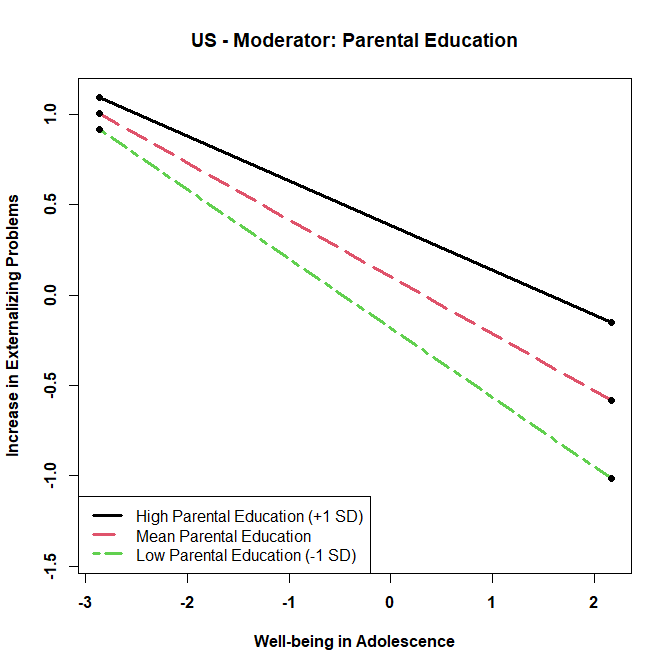 US - Moderator: Parental Education
Increase in Externalizing Problems
1.0
0.5
0.0
-0.5
-1.0
-1.5
High Parental Education (+1 SD)
Mean Parental Education
Low Parental Education (-1 SD)
-3
-2
-1
0
1
2
Well-being in Adolescence